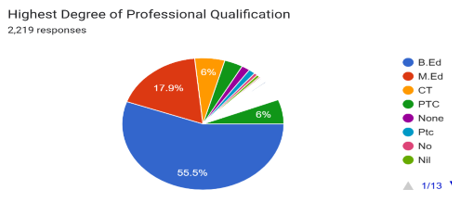 Highest Degree of Professional Qualification
2,219 responses
6%
17.9%
6%
55.5%
B.Ed
M.Ed
CT
PTC
None
Ptc
No
Nil
1/13